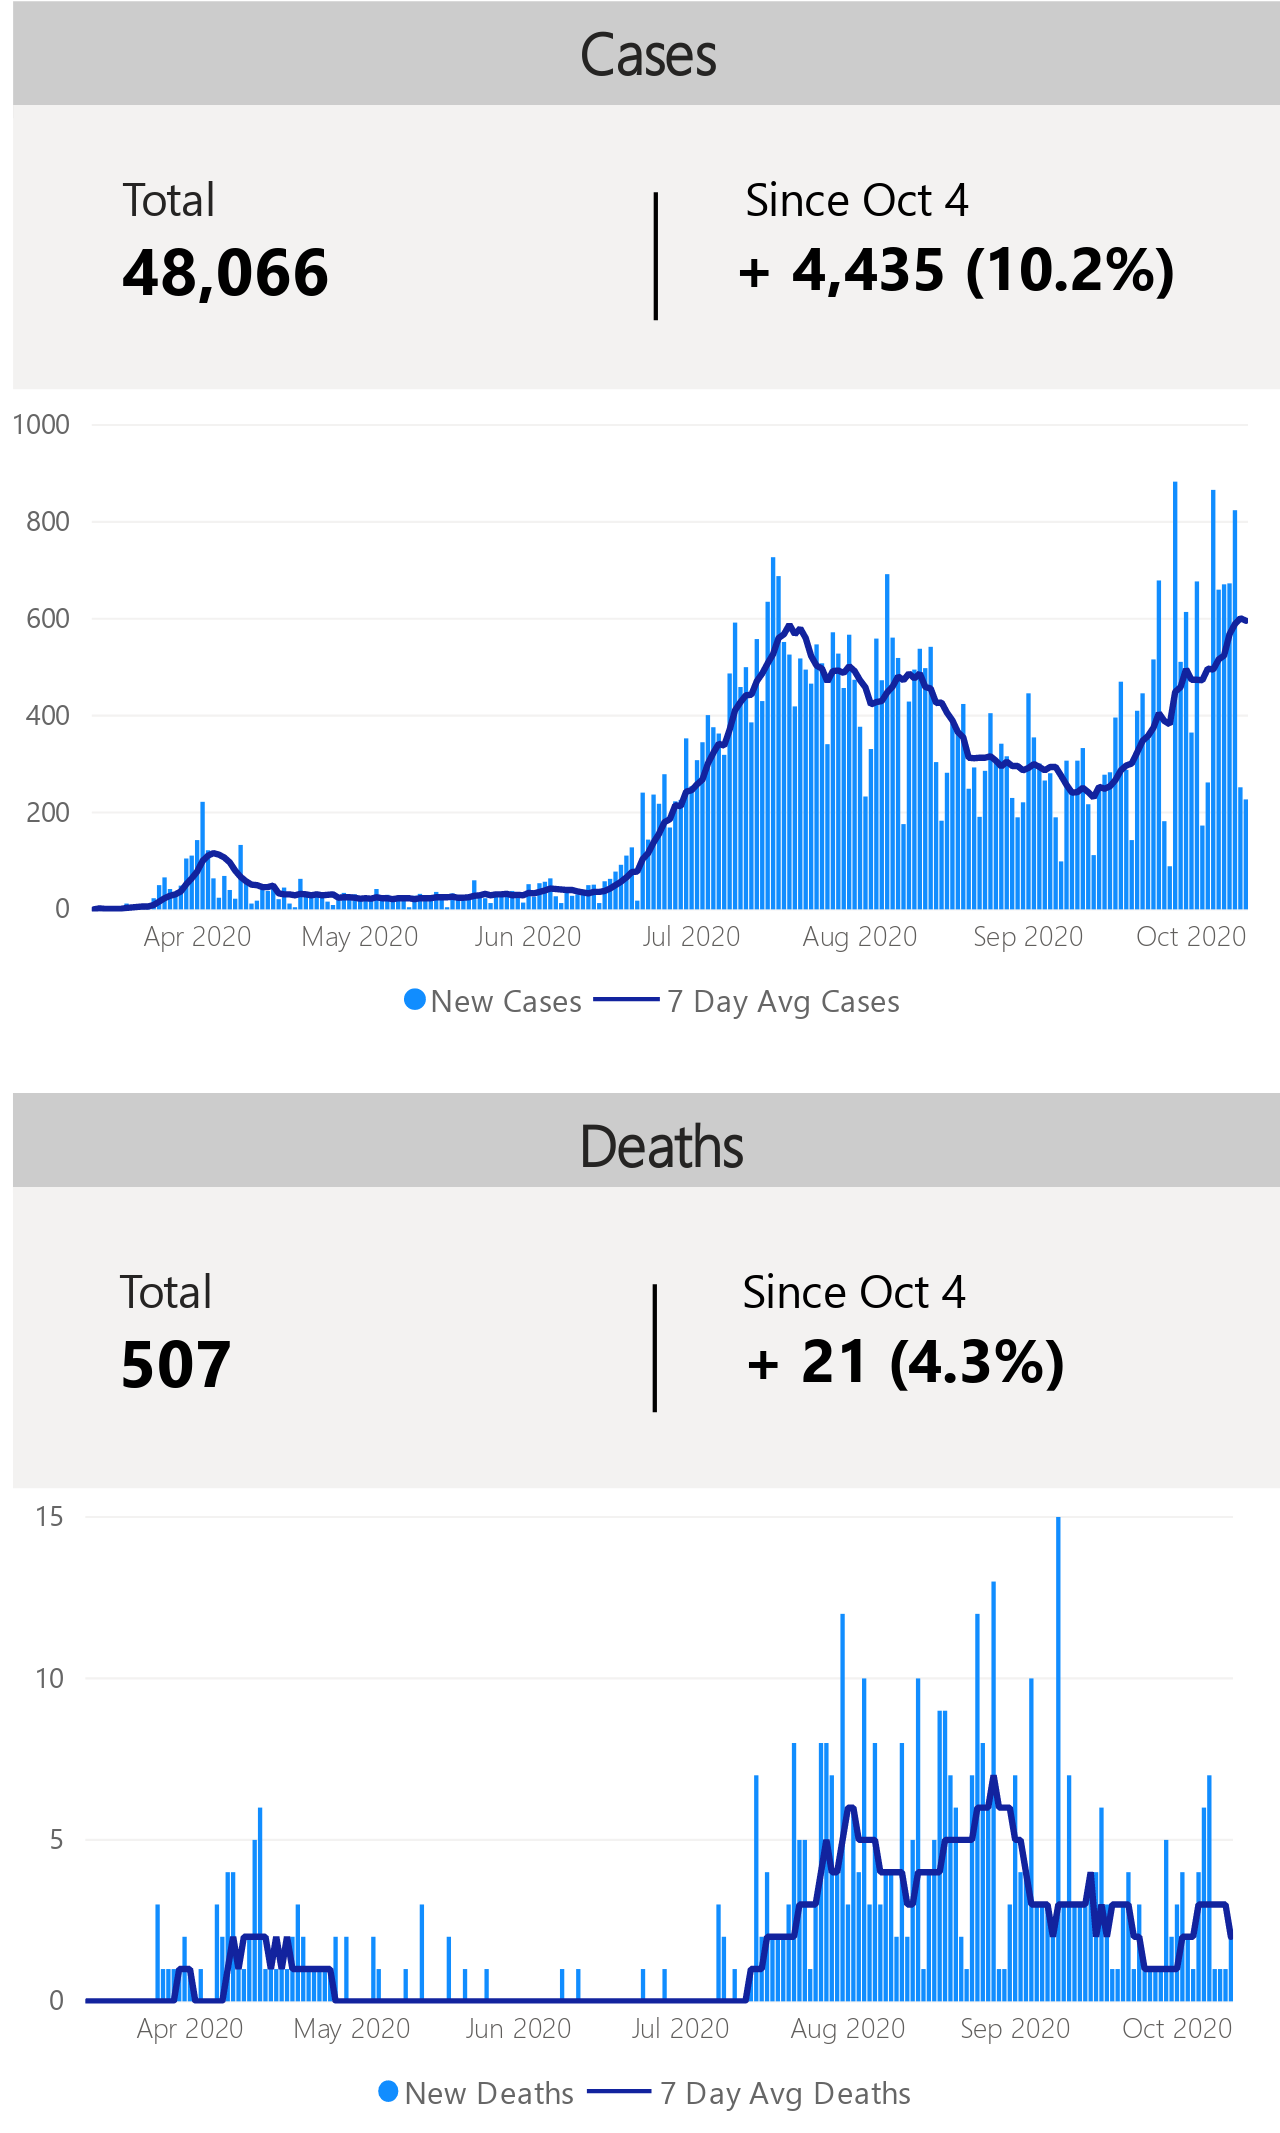 Cases
Total
Since Oct 4
48,066
+ 4,435 (10.2%)
1000
800
600
400
200
0
Apr 2020 May 2020 Jun 2020 Jul 2020 Aug 2020 Sep 2020 Oct 2020
New Cases 7 Day Avg Cases
Deaths
Total
Since Oct 4
507
+ 21 (4.3%)
15
10
5
0
Apr 2020 May 2020 Jun 2020 Jul 2020 Aug 2020 Sep 2020 Oct 2020
New Deaths 7 Day Avg Deaths